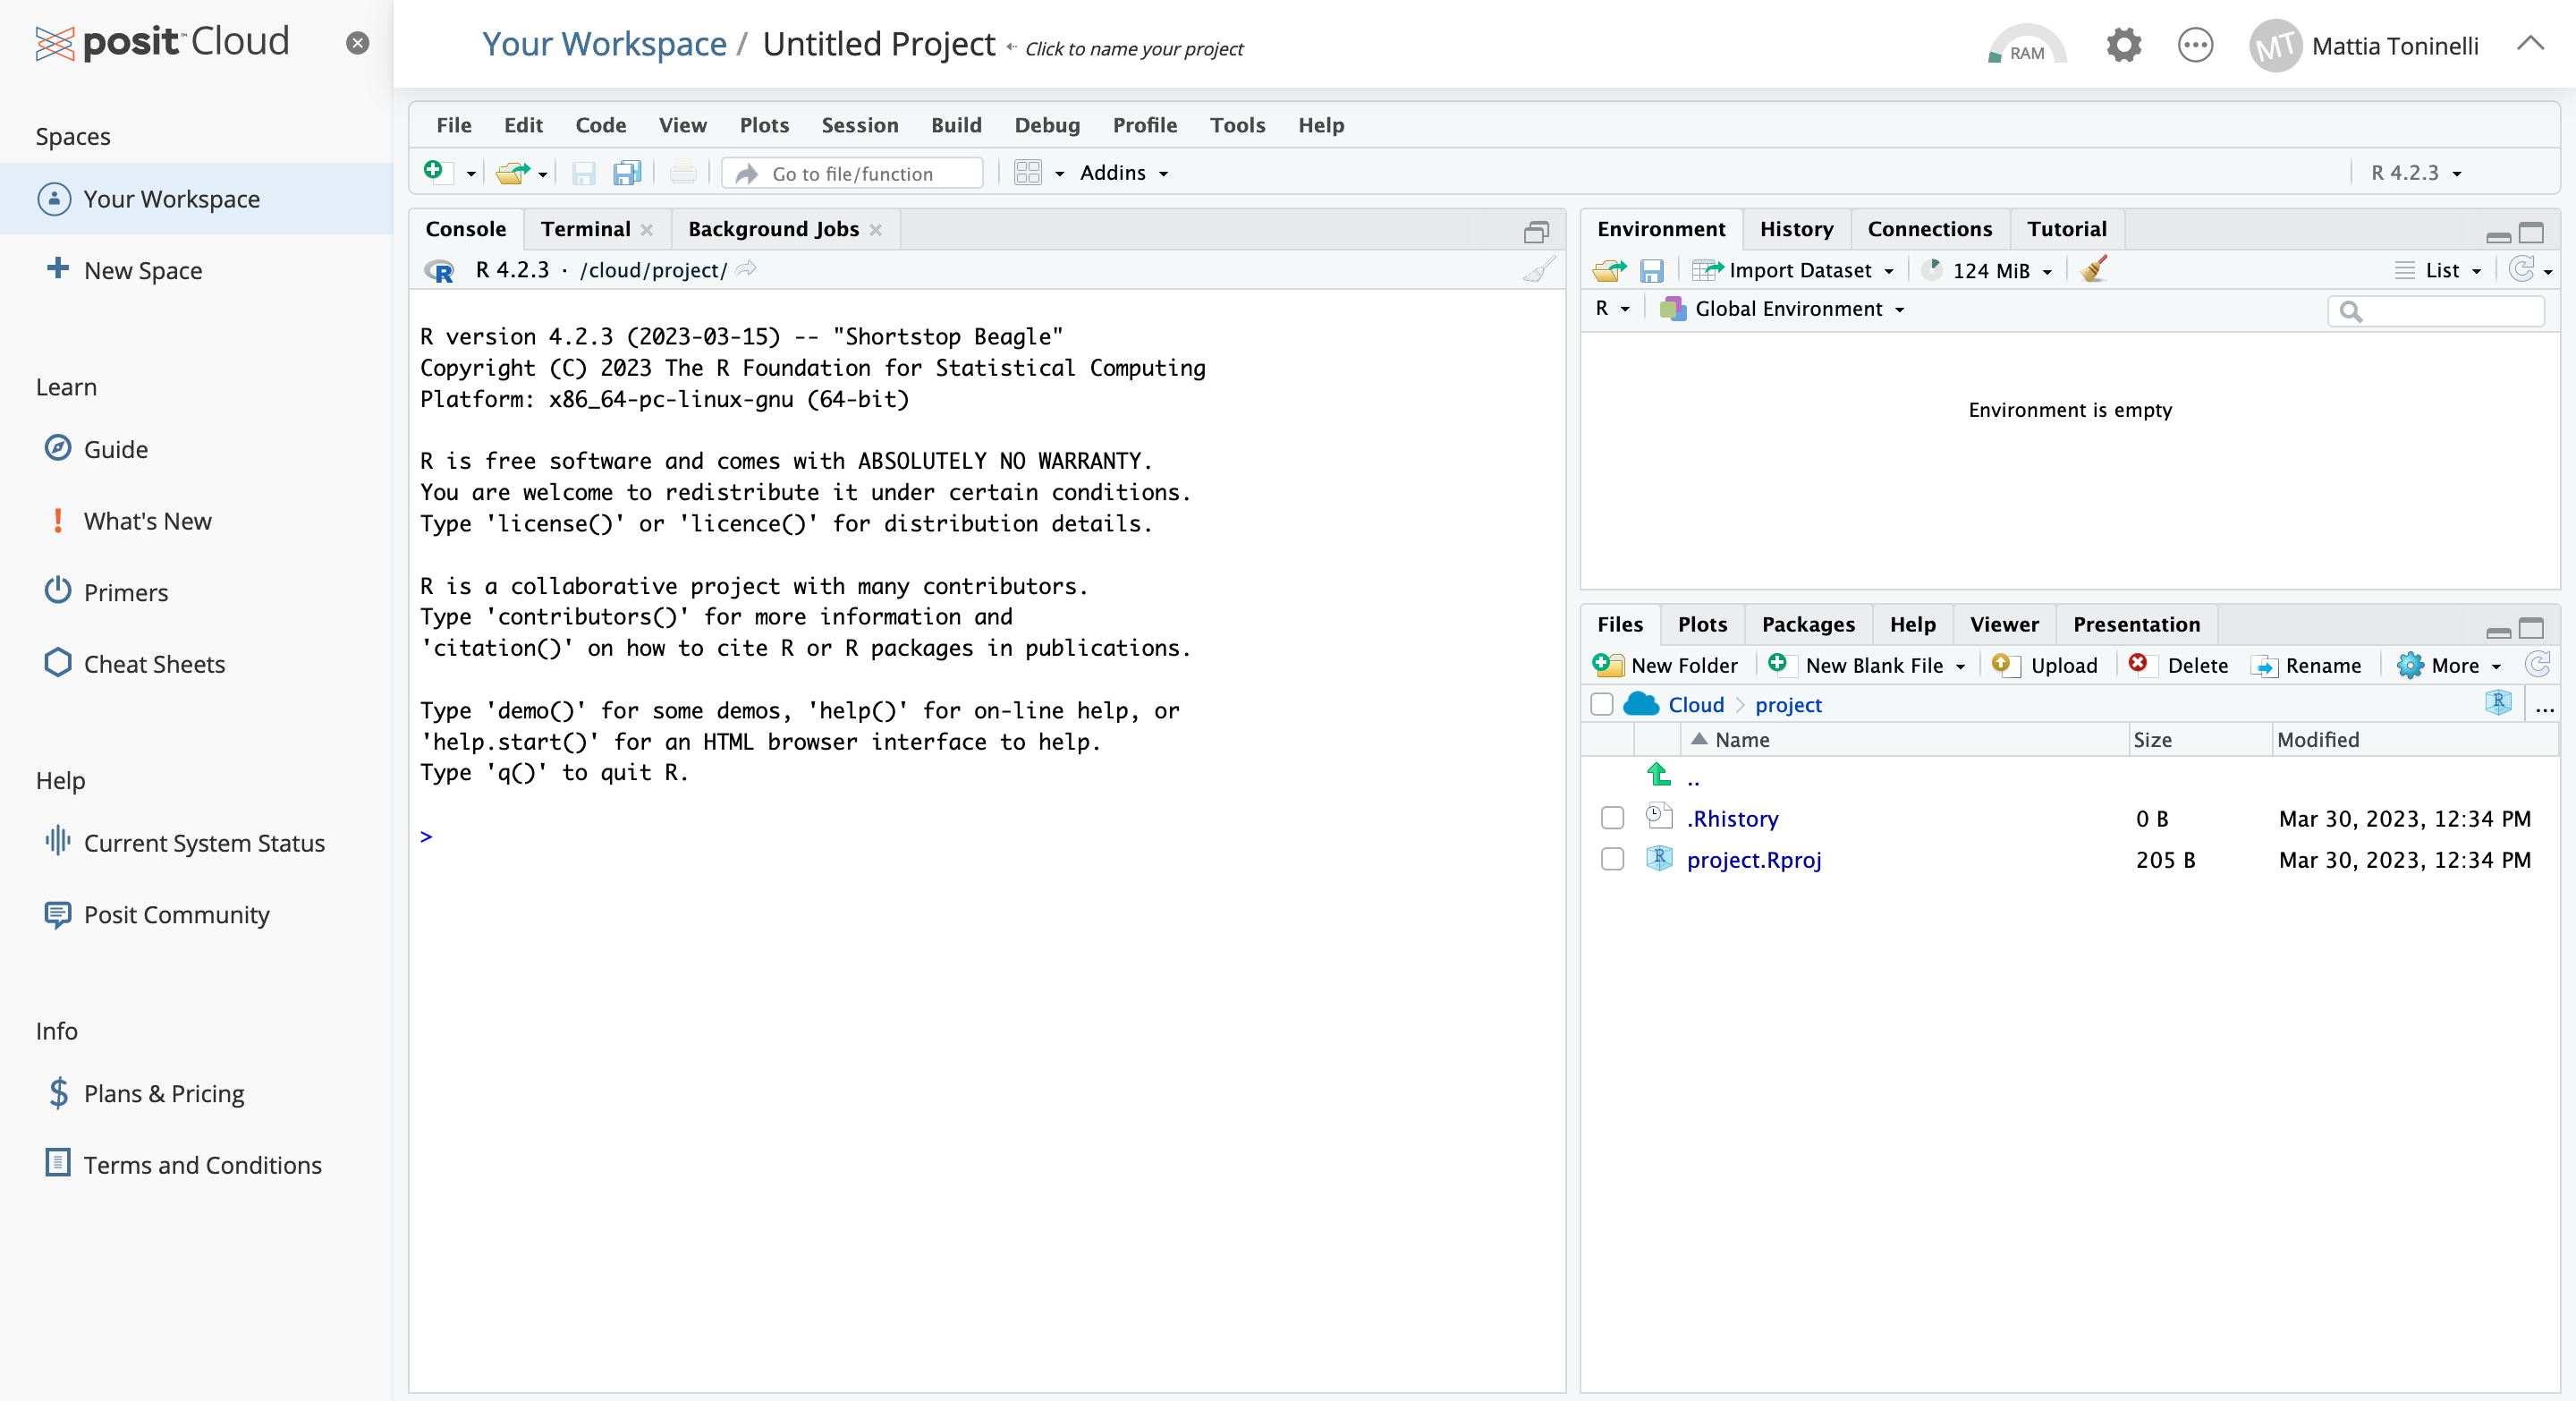 posit™ Cloud
Your Workspace / Untitled Project Click to name your project
RAM
MT Mattia Toninelli
Spaces
Your Workspace
New Space
Learn
Guide
What's New
Primers
Cheat Sheets
Help
Current System Status
Posit Community
Info
Plans & Pricing
Terms and Conditions
File Edit Code View Plots Session Build Debug Profile Tools Help
Go to file/function Addins R 4.2.3
Console Terminal Background Jobs
R 4.2.3 · /cloud/project/
R version 4.2.3 (2023-03-15) -- "Shortstop Beagle"
Copyright (C) 2023 The R Foundation for Statistical Computing
Platform: x86_64-pc-linux-gnu (64-bit)
R is free software and comes with ABSOLUTELY NO WARRANTY.
You are welcome to redistribute it under certain conditions.
Type 'license()' or 'licence()' for distribution details.
R is a collaborative project with many contributors.
Type 'contributors()' for more information and
'citation()' on how to cite R or R packages in publications.
Type 'demo()' for some demos, 'help()' for on-line help, or
'help.start()' for an HTML browser interface to help.
Type 'q()' to quit R.
>
Environment History Connections Tutorial
Import Dataset 124 MiB List
R Global Environment
Environment is empty
Files Plots Packages Help Viewer Presentation
New Folder New Blank File Upload Delete Rename More
Cloud project ...
Name Size Modified
..
.Rhistory 0 B Mar 30, 2023, 12:34 PM
project.Rproj 205 B Mar 30, 2023, 12:34 PM